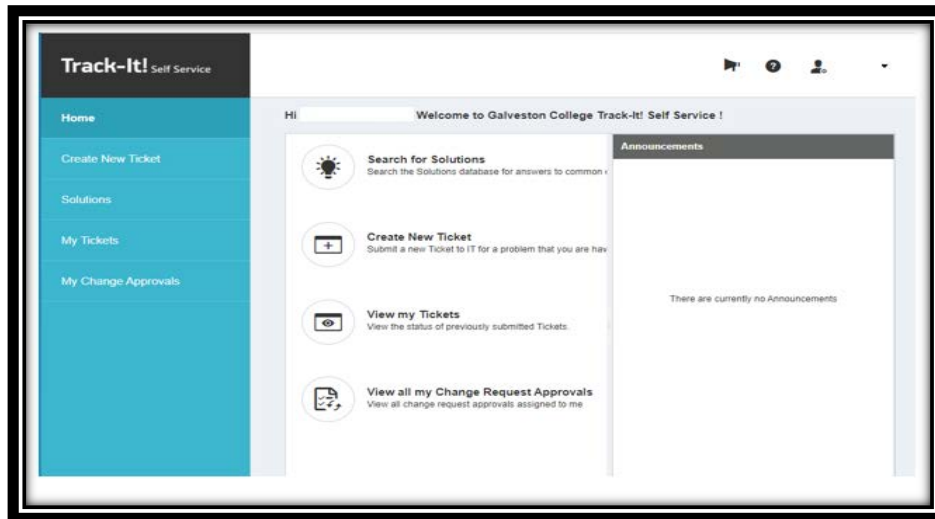 Track-It! Self Service
Home
Create New Ticket
Solutions
My Tickets
My Change Approvals
Hi Welcome to Galveston College Track-It! Self Service !
Search for Solutions
Search the Solutions database for answers to common
Create New Ticket
Submit a new Ticket to IT for a problem that you are hav
View my Tickets
View the status of previously submitted Tickets.
View all my Change Request Approvals
View all change request approvals assigned to me
Announcements
There are currently no Announcements